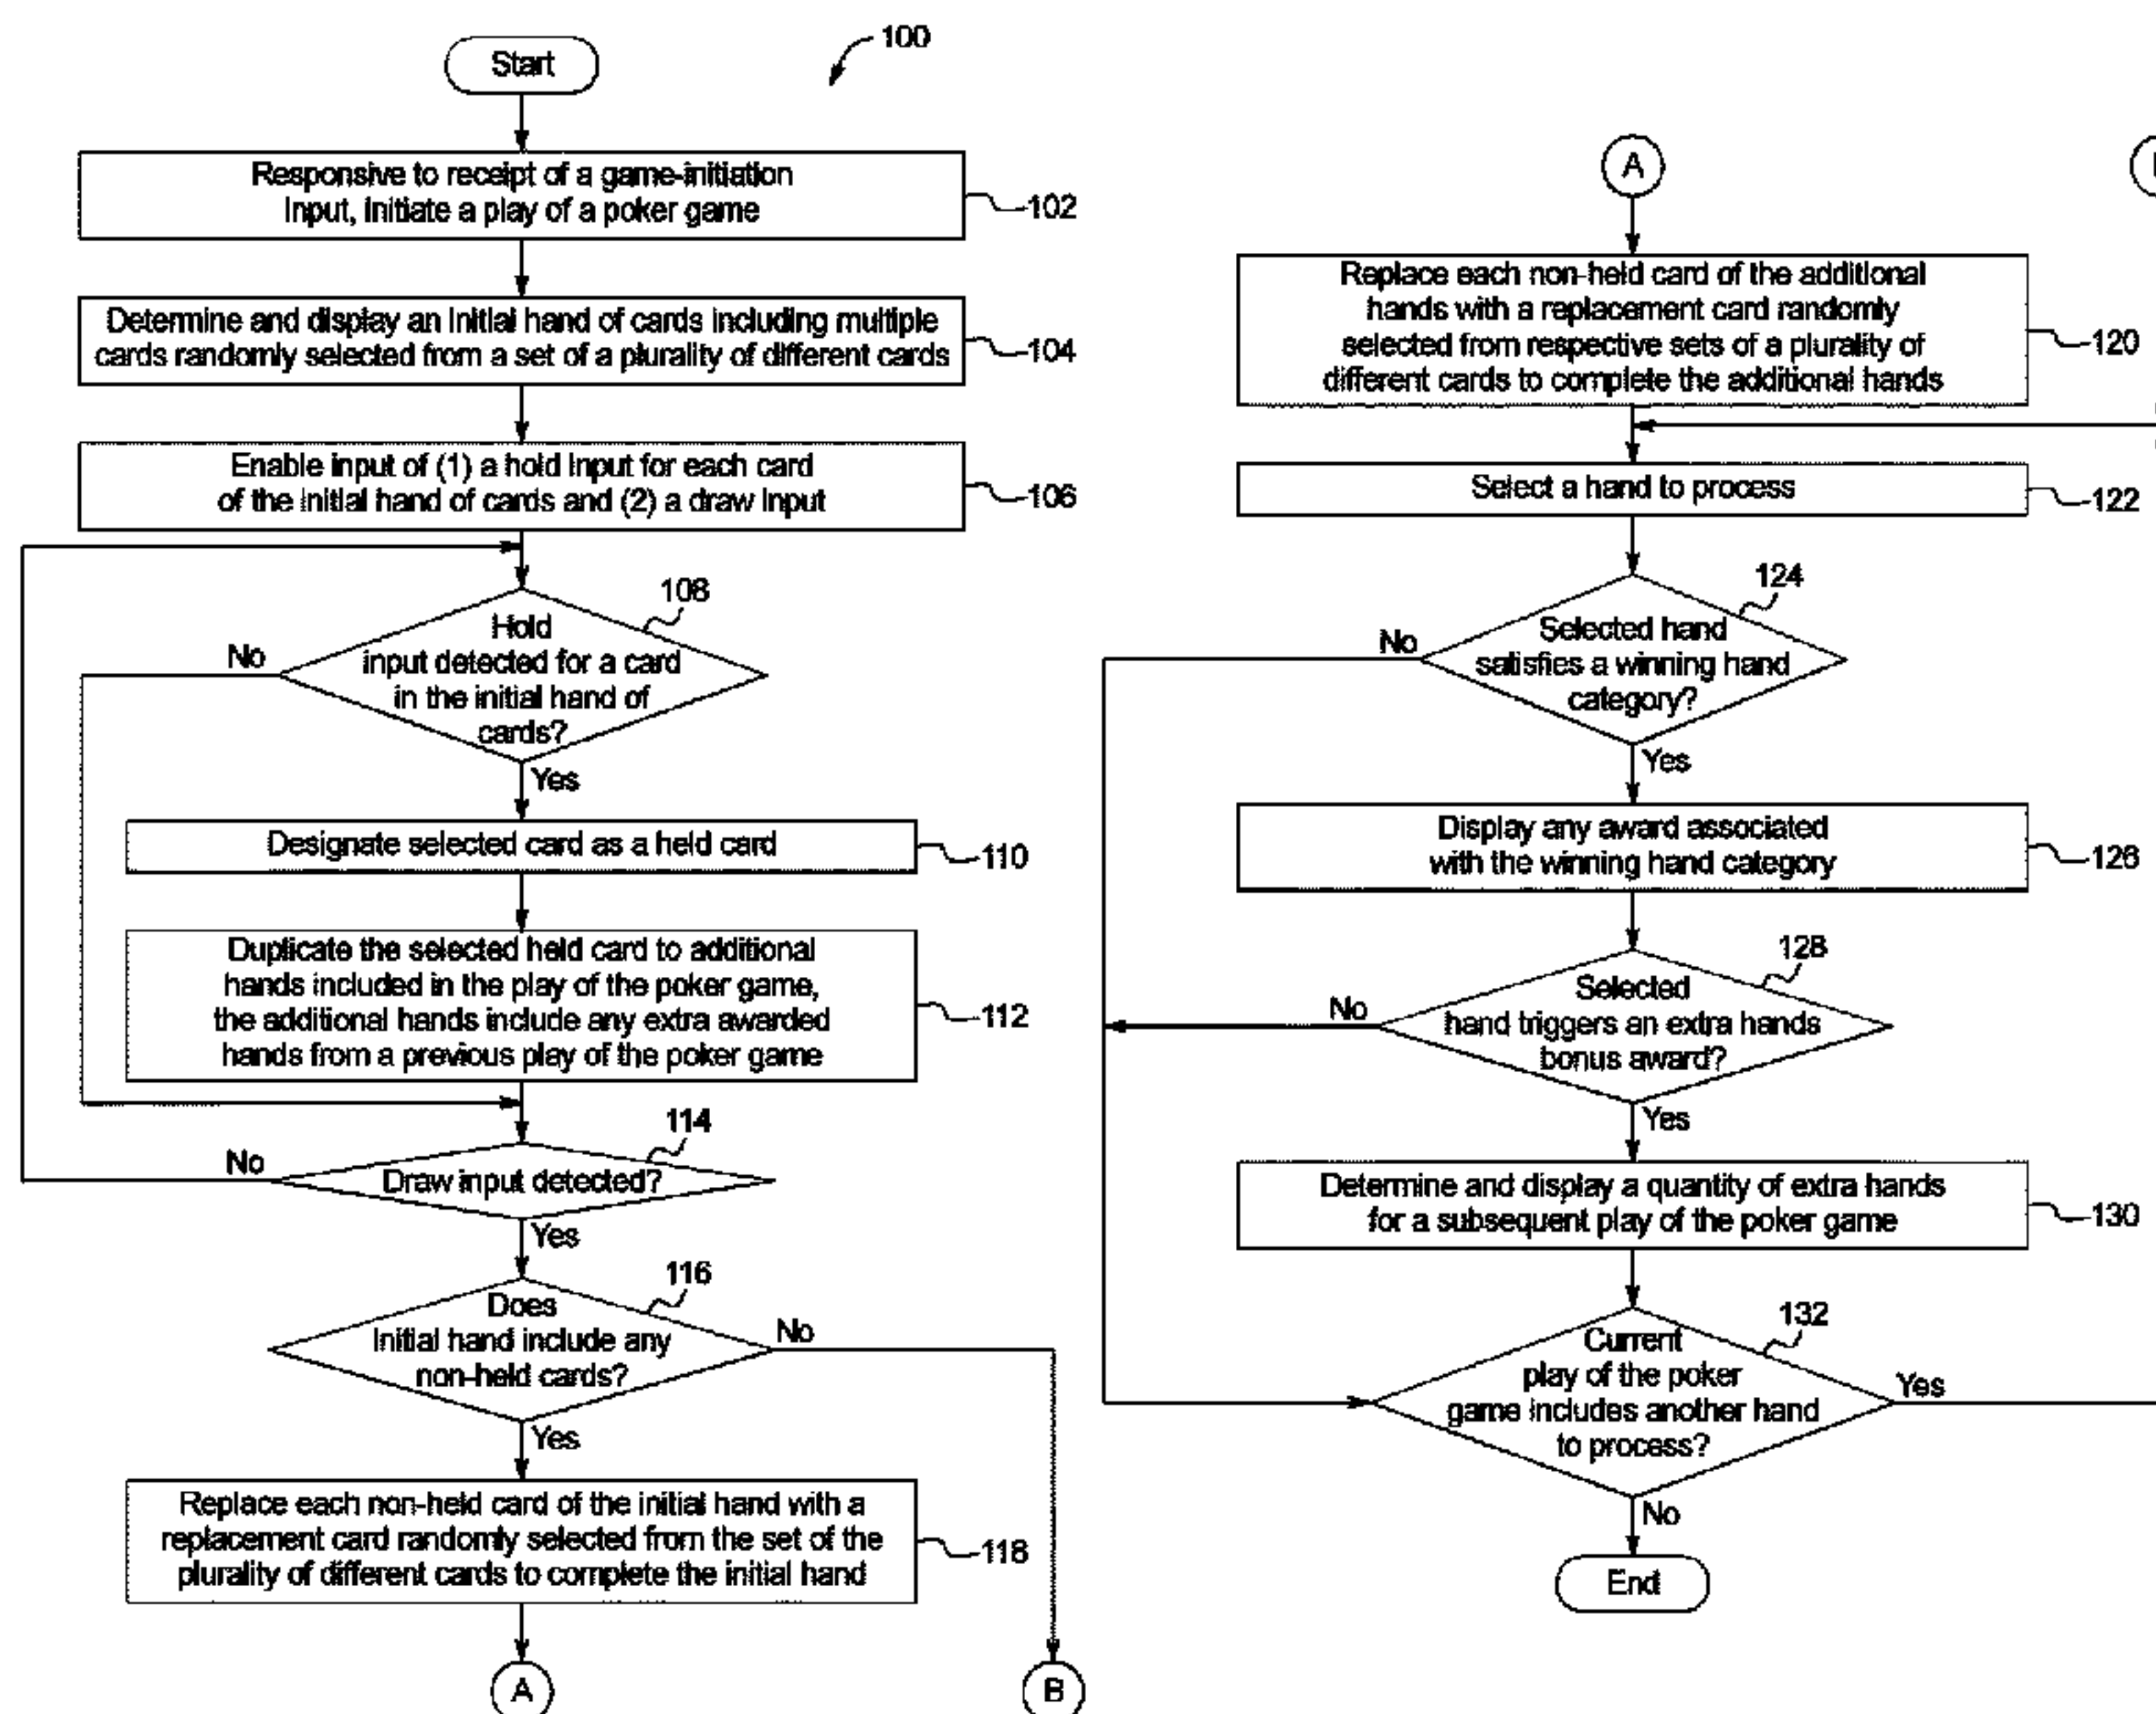 100
Start
Responsive to receipt of a game-initiation
Input, Initiate a play of a poker game
102
Determine and display an initial hand of cards including multiple
cards randomly selected from a set of a plurality of different cards
104
Enable input of (1) a hold Input for each card
of the initial hand of cards and (2) a draw Input
106
108
Hold
input detected for a card
in the initial hand of
cards?
No
Yes
Designate selected card as a held card
110
Duplicate the selected held card to additional
hands included in the play of the poker game,
the additional hands include any extra awarded
hands from a previous play of the poker game
112
114
Draw input detected?
No
Yes
116
Does
Initial hand include any
non-held cards?
No
Yes
Replace each non-held card of the initial hand with a
replacement card randomly selected from the set of the
plurality of different cards to complete the initial hand
118
A
B
A
Replace each non-held card of the additional
hands with a replacement card randomly
selected from respective sets of a plurality of
different cards to complete the additional hands
120
Select a hand to process
122
124
Selected hand
satisfies a winning hand
category?
No
Yes
Display any award associated
with the winning hand category
126
128
Selected
hand triggers an extra hands
bonus award?
No
Yes
Determine and display a quantity of extra hands
for a subsequent play of the poker game
130
132
Current
play of the poker
game includes another hand
to process?
Yes
No
End